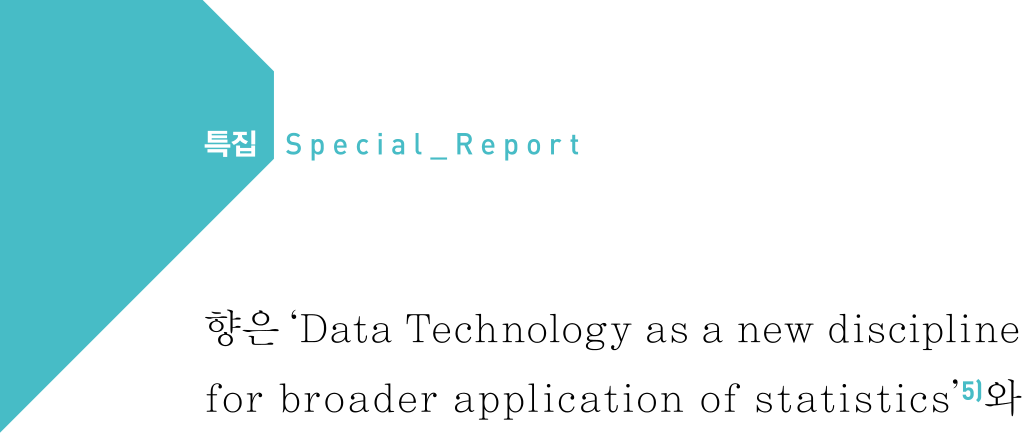 특집 Special_Report
향은 ‘Data Technology as a new discipline
for broader application of statistics’5)와